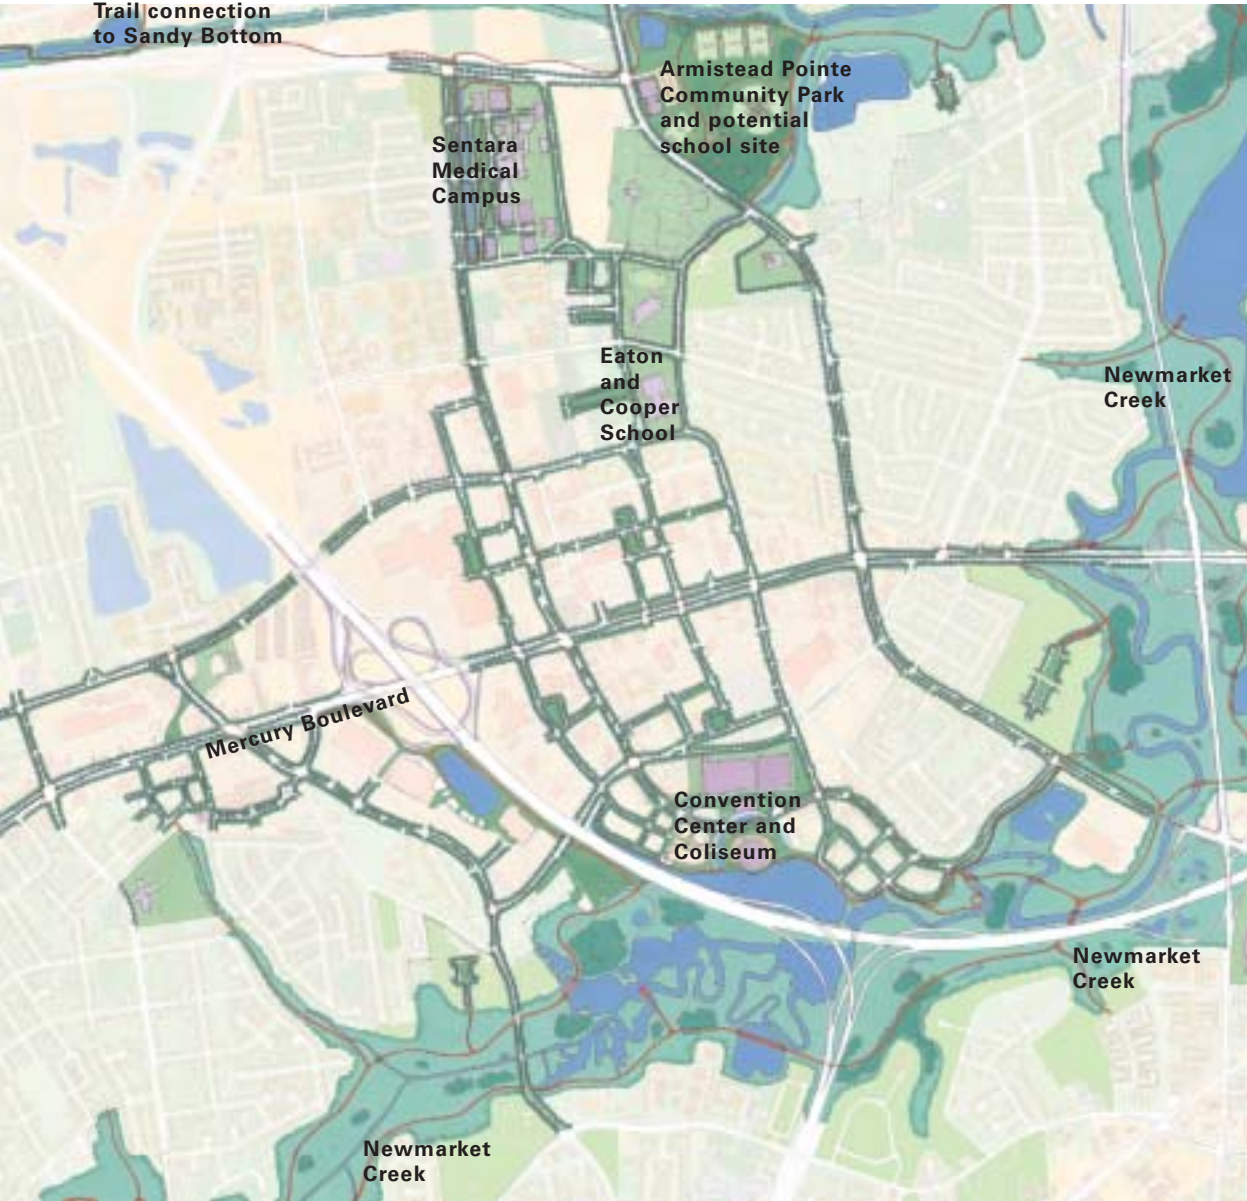 Trail connection
to Sandy Bottom
Armistead Pointe
Community Park
and potential
school site
Sentara
Medical
Campus
Eaton
and
Cooper
School
Newmarket
Creek
Mercury Boulevard
Convention
Center and
Coliseum
Newmarket
Creek
Newmarket
Creek